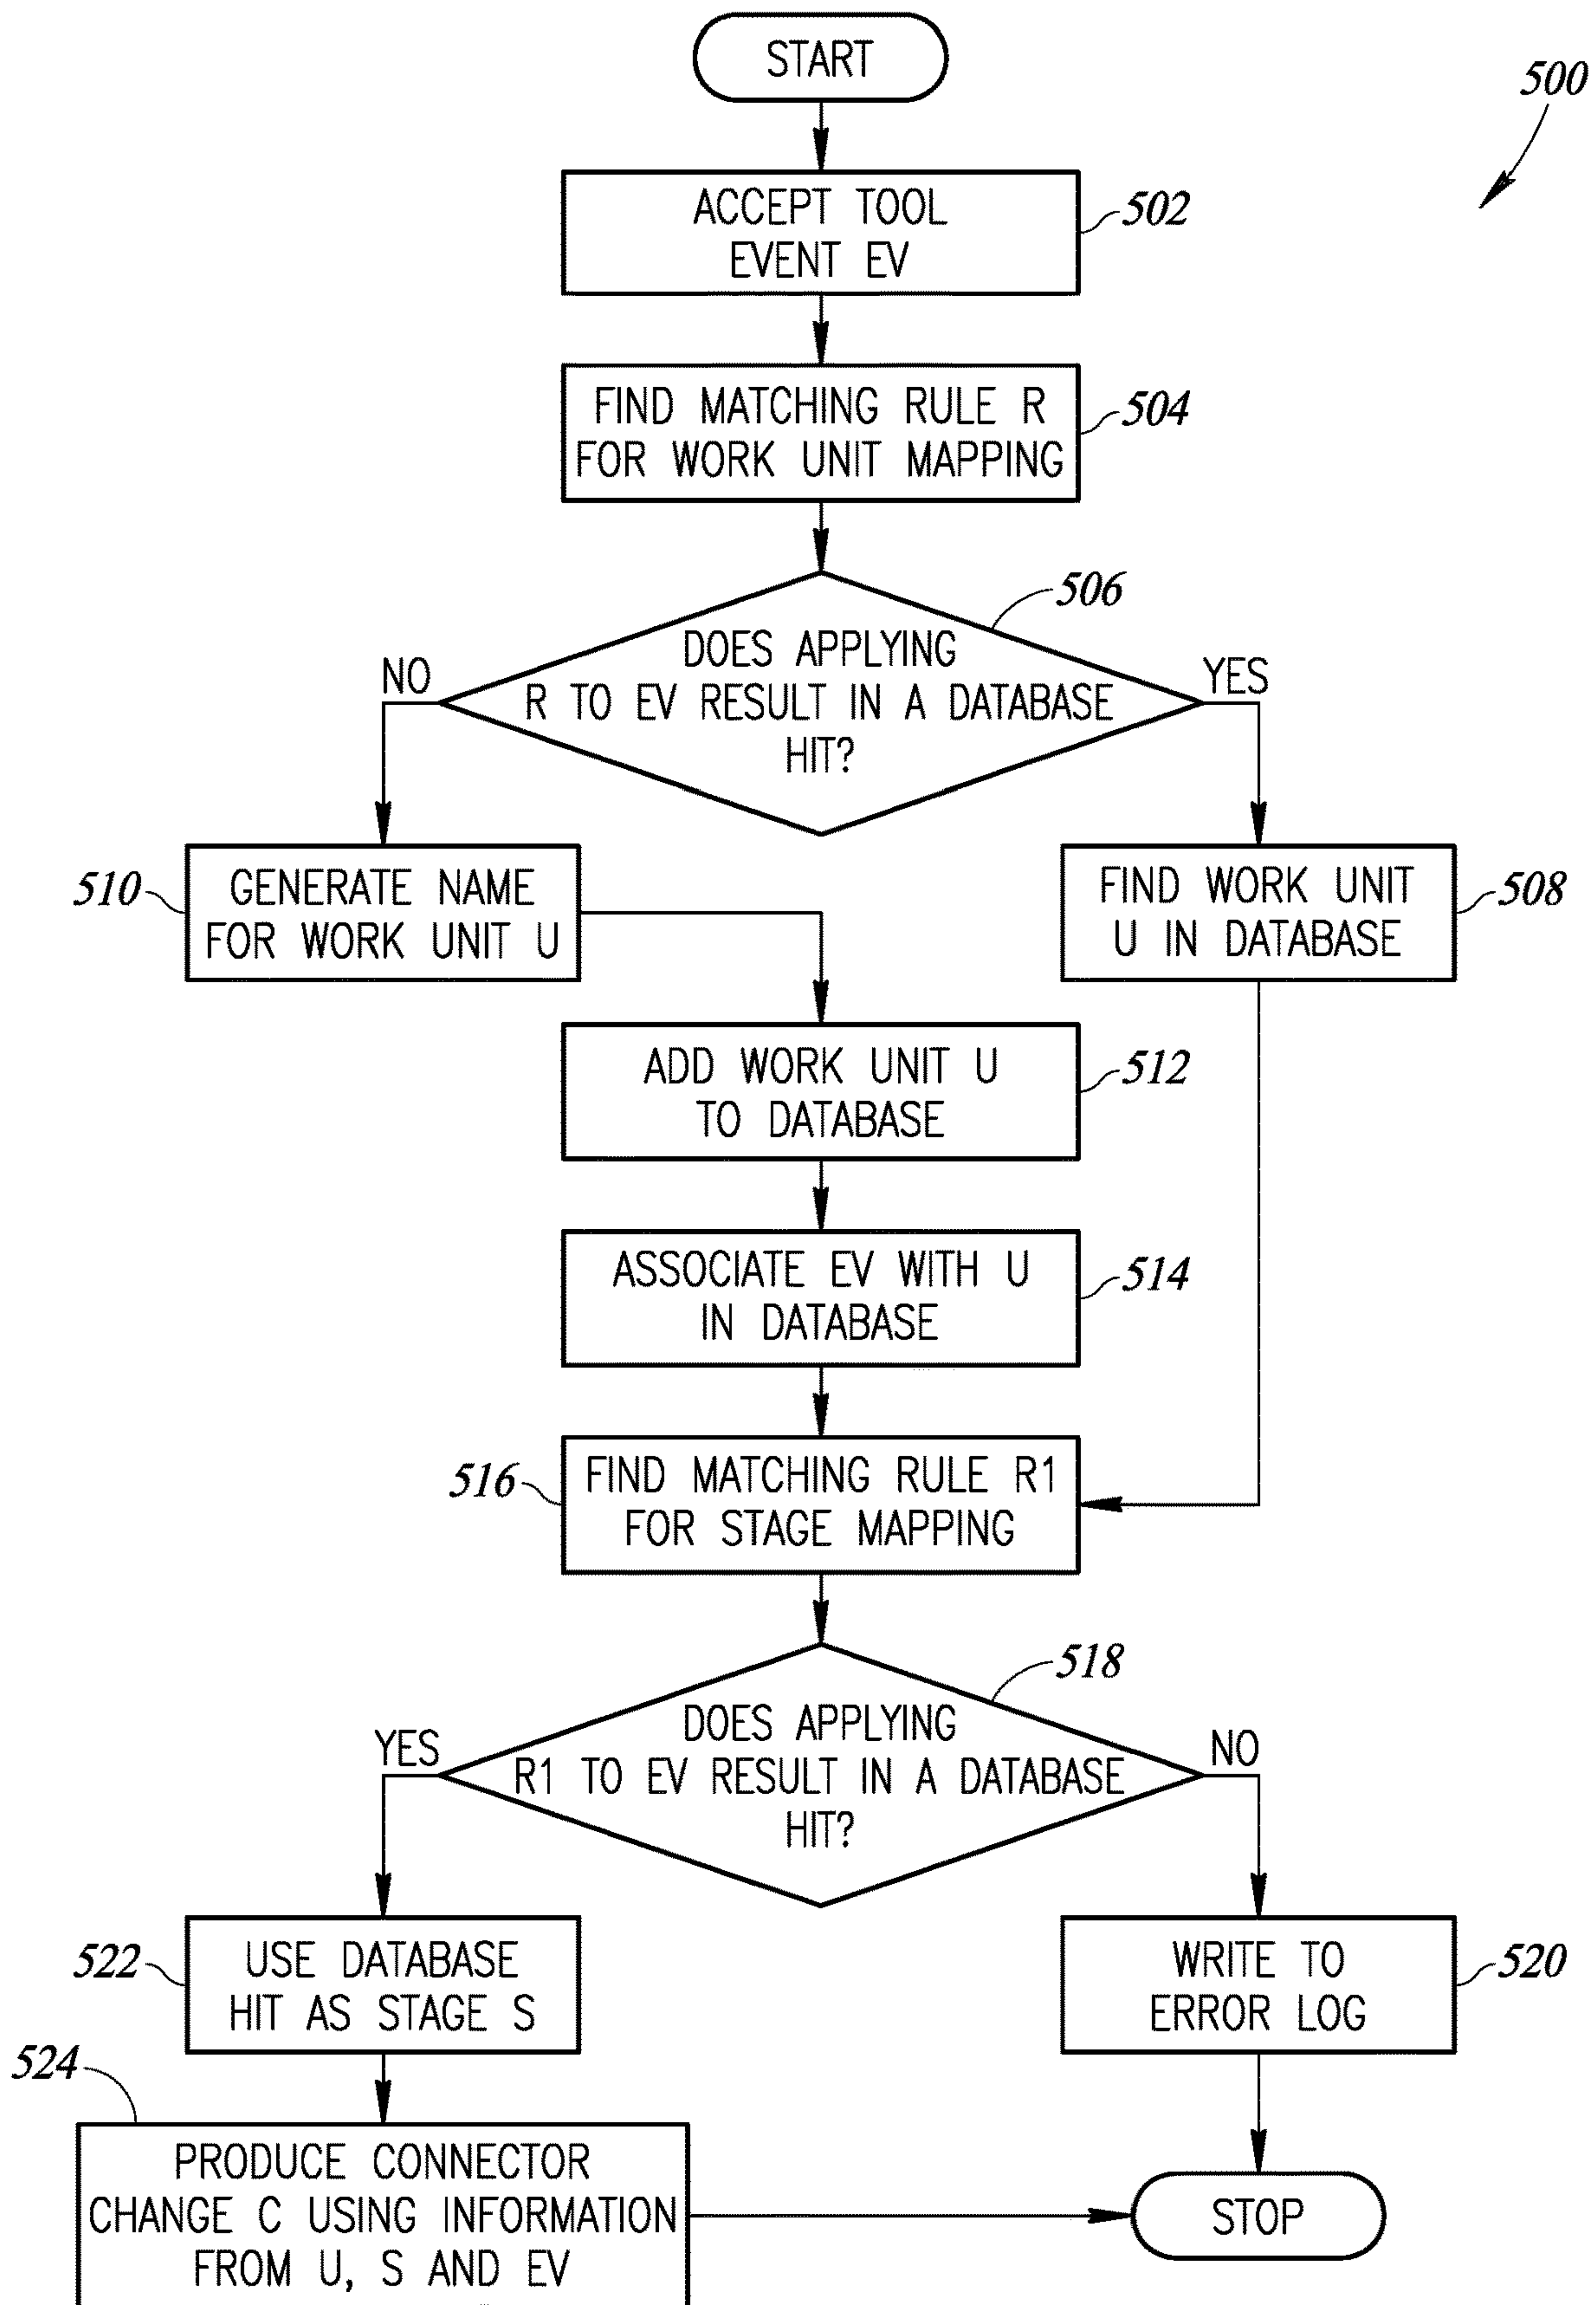 START
500
ACCEPT TOOL
EVENT EV
502
FIND MATCHING RULE R
FOR WORK UNIT MAPPING
504
506
DOES APPLYING
R TO EV RESULT IN A DATABASE
HIT?
NO
YES
510
GENERATE NAME
FOR WORK UNIT U
FIND WORK UNIT
U IN DATABASE
508
ADD WORK UNIT U
TO DATABASE
512
ASSOCIATE EV WITH U
IN DATABASE
514
516
FIND MATCHING RULE R1
FOR STAGE MAPPING
518
DOES APPLYING
R1 TO EV RESULT IN A DATABASE
HIT?
YES
NO
522
USE DATABASE
HIT AS STAGE S
WRITE TO
ERROR LOG
520
524
PRODUCE CONNECTOR
CHANGE C USING INFORMATION
FROM U, S AND EV
STOP